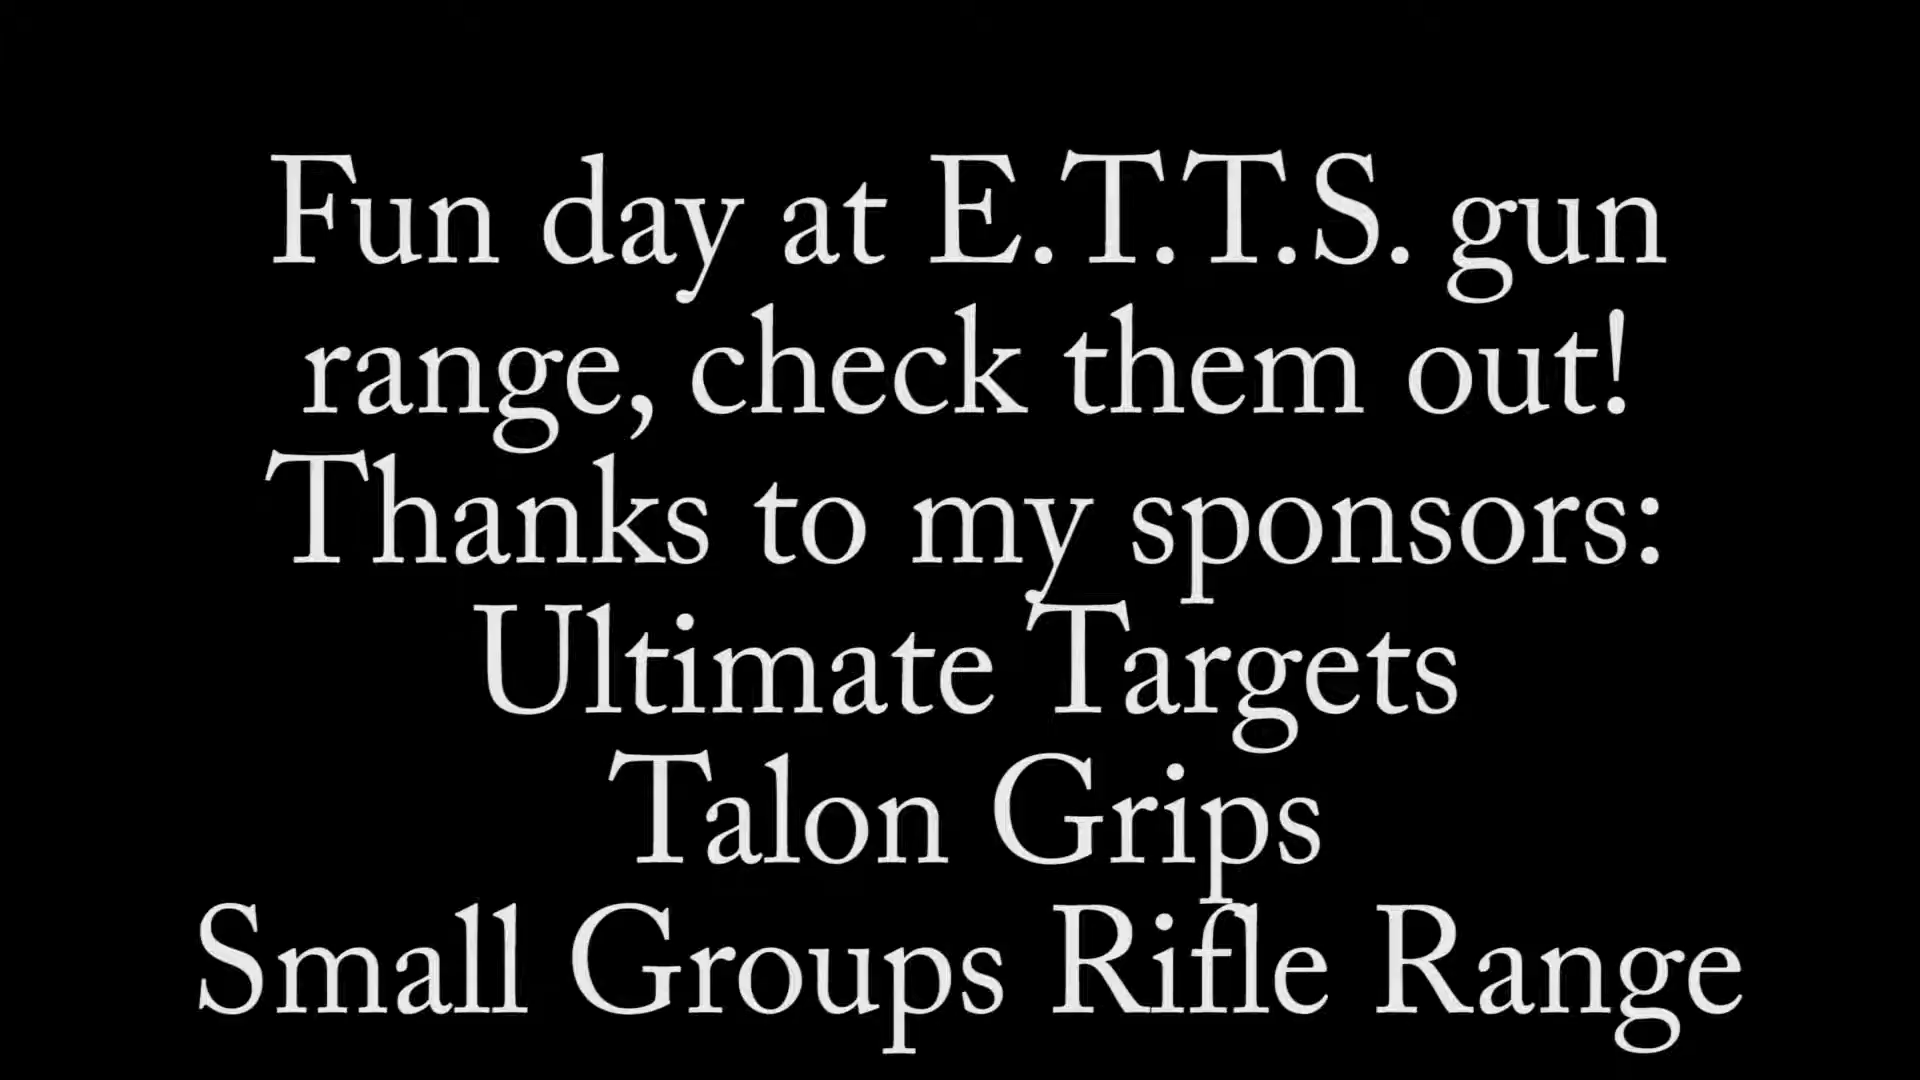 Fun day at E.T.T.S. gun
range, check them out!
Thanks to my sponsors:
Ultimate Targets
Talon Grips
Small Groups Rifle Range